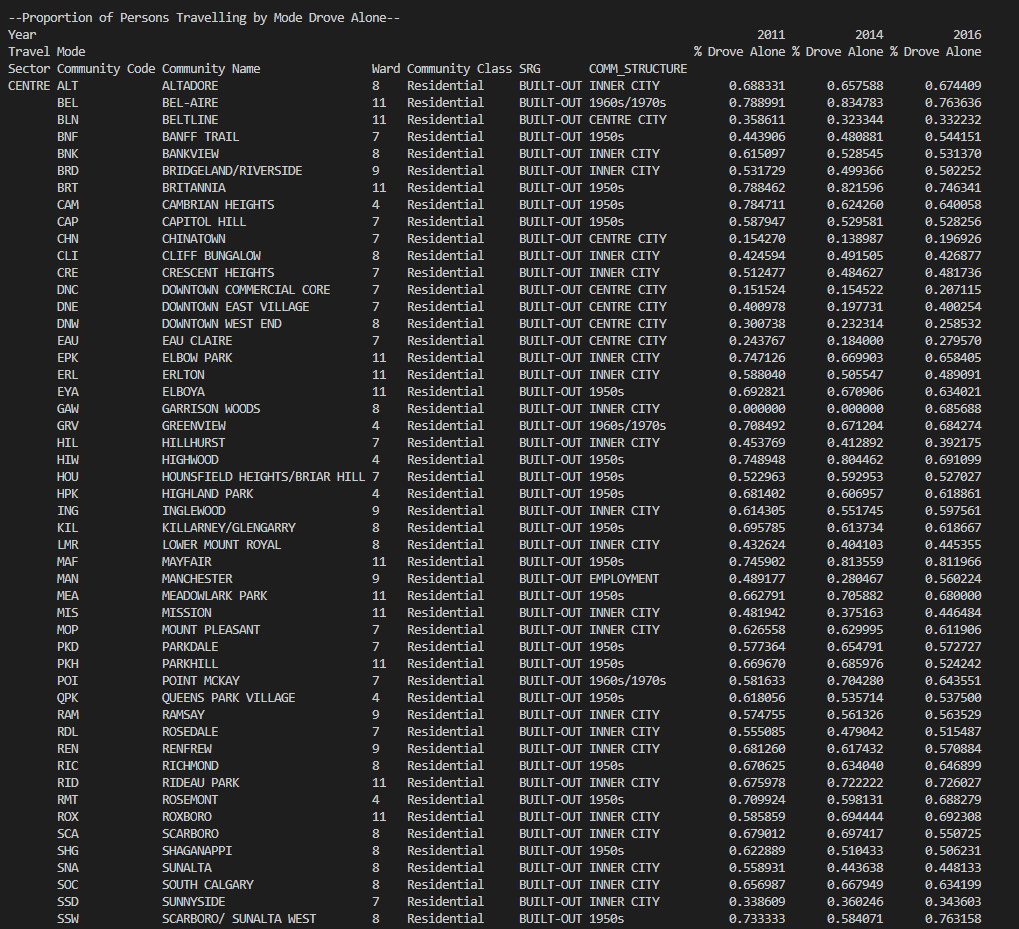 --Proportion of Persons Travelling by Mode Drove Alone--
Year 2011 2014 2016
Travel Mode % Drove Alone % Drove Alone % Drove Alone
Sector Community Code Community Name Ward Community Class SRG COMM_STRUCTURE
CENTRE ALT ALTADORE 8 Residential BUILT-OUT INNER CITY 0.688331 0.657588 0.674409
BEL BEL-AIRE 11 Residential BUILT-OUT 1960s/1970s 0.788991 0.834783 0.763636
BLN BELTLINE 11 Residential BUILT-OUT CENTRE CITY 0.358611 0.323344 0.332232
BNF BANFF TRAIL 7 Residential BUILT-OUT 1950s 0.443906 0.480881 0.544151
BNK BANKVIEW 8 Residential BUILT-OUT INNER CITY 0.615097 0.528545 0.531370
BRD BRIDGELAND/RIVERSIDE 9 Residential BUILT-OUT INNER CITY 0.531729 0.499366 0.502252
BRT BRITANNIA 11 Residential BUILT-OUT 1950s 0.788462 0.821596 0.746341
CAM CAMBRIAN HEIGHTS 4 Residential BUILT-OUT 1950s 0.784711 0.624260 0.640058
CAP CAPITOL HILL 7 Residential BUILT-OUT 1950s 0.587947 0.529581 0.528256
CHN CHINATOWN 7 Residential BUILT-OUT CENTRE CITY 0.154270 0.138987 0.196926
CLI CLIFF BUNGALOW 8 Residential BUILT-OUT INNER CITY 0.424594 0.491505 0.426877
CRE CRESCENT HEIGHTS 7 Residential BUILT-OUT INNER CITY 0.512477 0.484627 0.481736
DNC DOWNTOWN COMMERCIAL CORE 7 Residential BUILT-OUT CENTRE CITY 0.151524 0.154522 0.207115
DNE DOWNTOWN EAST VILLAGE 7 Residential BUILT-OUT CENTRE CITY 0.400978 0.197731 0.400254
DNW DOWNTOWN WEST END 8 Residential BUILT-OUT CENTRE CITY 0.300738 0.232314 0.258532
EAU EAU CLAIRE 7 Residential BUILT-OUT CENTRE CITY 0.243767 0.184000 0.279570
EPK ELBOW PARK 11 Residential BUILT-OUT INNER CITY 0.747126 0.669903 0.658405
ERL ERLTON 11 Residential BUILT-OUT INNER CITY 0.588040 0.505547 0.489091
EYA ELBOYA 11 Residential BUILT-OUT 1950s 0.692821 0.670906 0.634021
GAW GARRISON WOODS 8 Residential BUILT-OUT INNER CITY 0.000000 0.000000 0.685688
GRV GREENVIEW 4 Residential BUILT-OUT 1960s/1970s 0.708492 0.671204 0.684274
HIL HILLHURST 7 Residential BUILT-OUT INNER CITY 0.453769 0.412892 0.392175
HIW HIGHWOOD 4 Residential BUILT-OUT 1950s 0.748948 0.804462 0.691099
HOU HOUNSFIELD HEIGHTS/BRIAR HILL 7 Residential BUILT-OUT 1950s 0.522963 0.592953 0.527027
HPK HIGHLAND PARK 4 Residential BUILT-OUT 1950s 0.681402 0.606957 0.618861
ING INGLEWOOD 9 Residential BUILT-OUT INNER CITY 0.614305 0.551745 0.597561
KIL KILLARNEY/GLENGARRY 8 Residential BUILT-OUT 1950s 0.695785 0.613734 0.618667
LMR LOWER MOUNT ROYAL 8 Residential BUILT-OUT INNER CITY 0.432624 0.404103 0.445355
MAF MAYFAIR 11 Residential BUILT-OUT 1950s 0.745902 0.813559 0.811966
MAN MANCHESTER 9 Residential BUILT-OUT EMPLOYMENT 0.489177 0.280467 0.560224
MEA MEADOWLARK PARK 11 Residential BUILT-OUT 1950s 0.662791 0.705882 0.680000
MIS MISSION 11 Residential BUILT-OUT INNER CITY 0.481942 0.375163 0.446484
MOP MOUNT PLEASANT 7 Residential BUILT-OUT INNER CITY 0.626558 0.629995 0.611906
PKD PARKDALE 7 Residential BUILT-OUT 1950s 0.577364 0.654791 0.572727
PKH PARKHILL 11 Residential BUILT-OUT INNER CITY 0.669670 0.685976 0.524242
POI POINT MCKAY 7 Residential BUILT-OUT 1960s/1970s 0.581633 0.704280 0.643551
QPK QUEENS PARK VILLAGE 4 Residential BUILT-OUT 1950s 0.618056 0.535714 0.537500
RAM RAMSAY 9 Residential BUILT-OUT INNER CITY 0.574755 0.561326 0.563529
RDL ROSEDALE 7 Residential BUILT-OUT INNER CITY 0.555085 0.479042 0.515487
REN RENFREW 9 Residential BUILT-OUT INNER CITY 0.681260 0.617432 0.570884
RIC RICHMOND 8 Residential BUILT-OUT 1950s 0.670625 0.634040 0.646899
RID RIDEAU PARK 11 Residential BUILT-OUT INNER CITY 0.675978 0.722222 0.726027
RMT ROSEMONT 4 Residential BUILT-OUT 1950s 0.709924 0.598131 0.688279
ROX ROXBORO 11 Residential BUILT-OUT INNER CITY 0.585859 0.694444 0.692308
SCA SCARBORO 8 Residential BUILT-OUT INNER CITY 0.679012 0.697417 0.550725
SHG SHAGANAPPI 8 Residential BUILT-OUT 1950s 0.622889 0.510433 0.506231
SNA SUNALTA 8 Residential BUILT-OUT INNER CITY 0.558931 0.443638 0.448133
SOC SOUTH CALGARY 8 Residential BUILT-OUT INNER CITY 0.656987 0.667949 0.634199
SSD SUNNYSIDE 7 Residential BUILT-OUT INNER CITY 0.338609 0.360246 0.343603
SSW SCARBORO/ SUNALTA WEST 8 Residential BUILT-OUT 1950s 0.733333 0.584071 0.763158